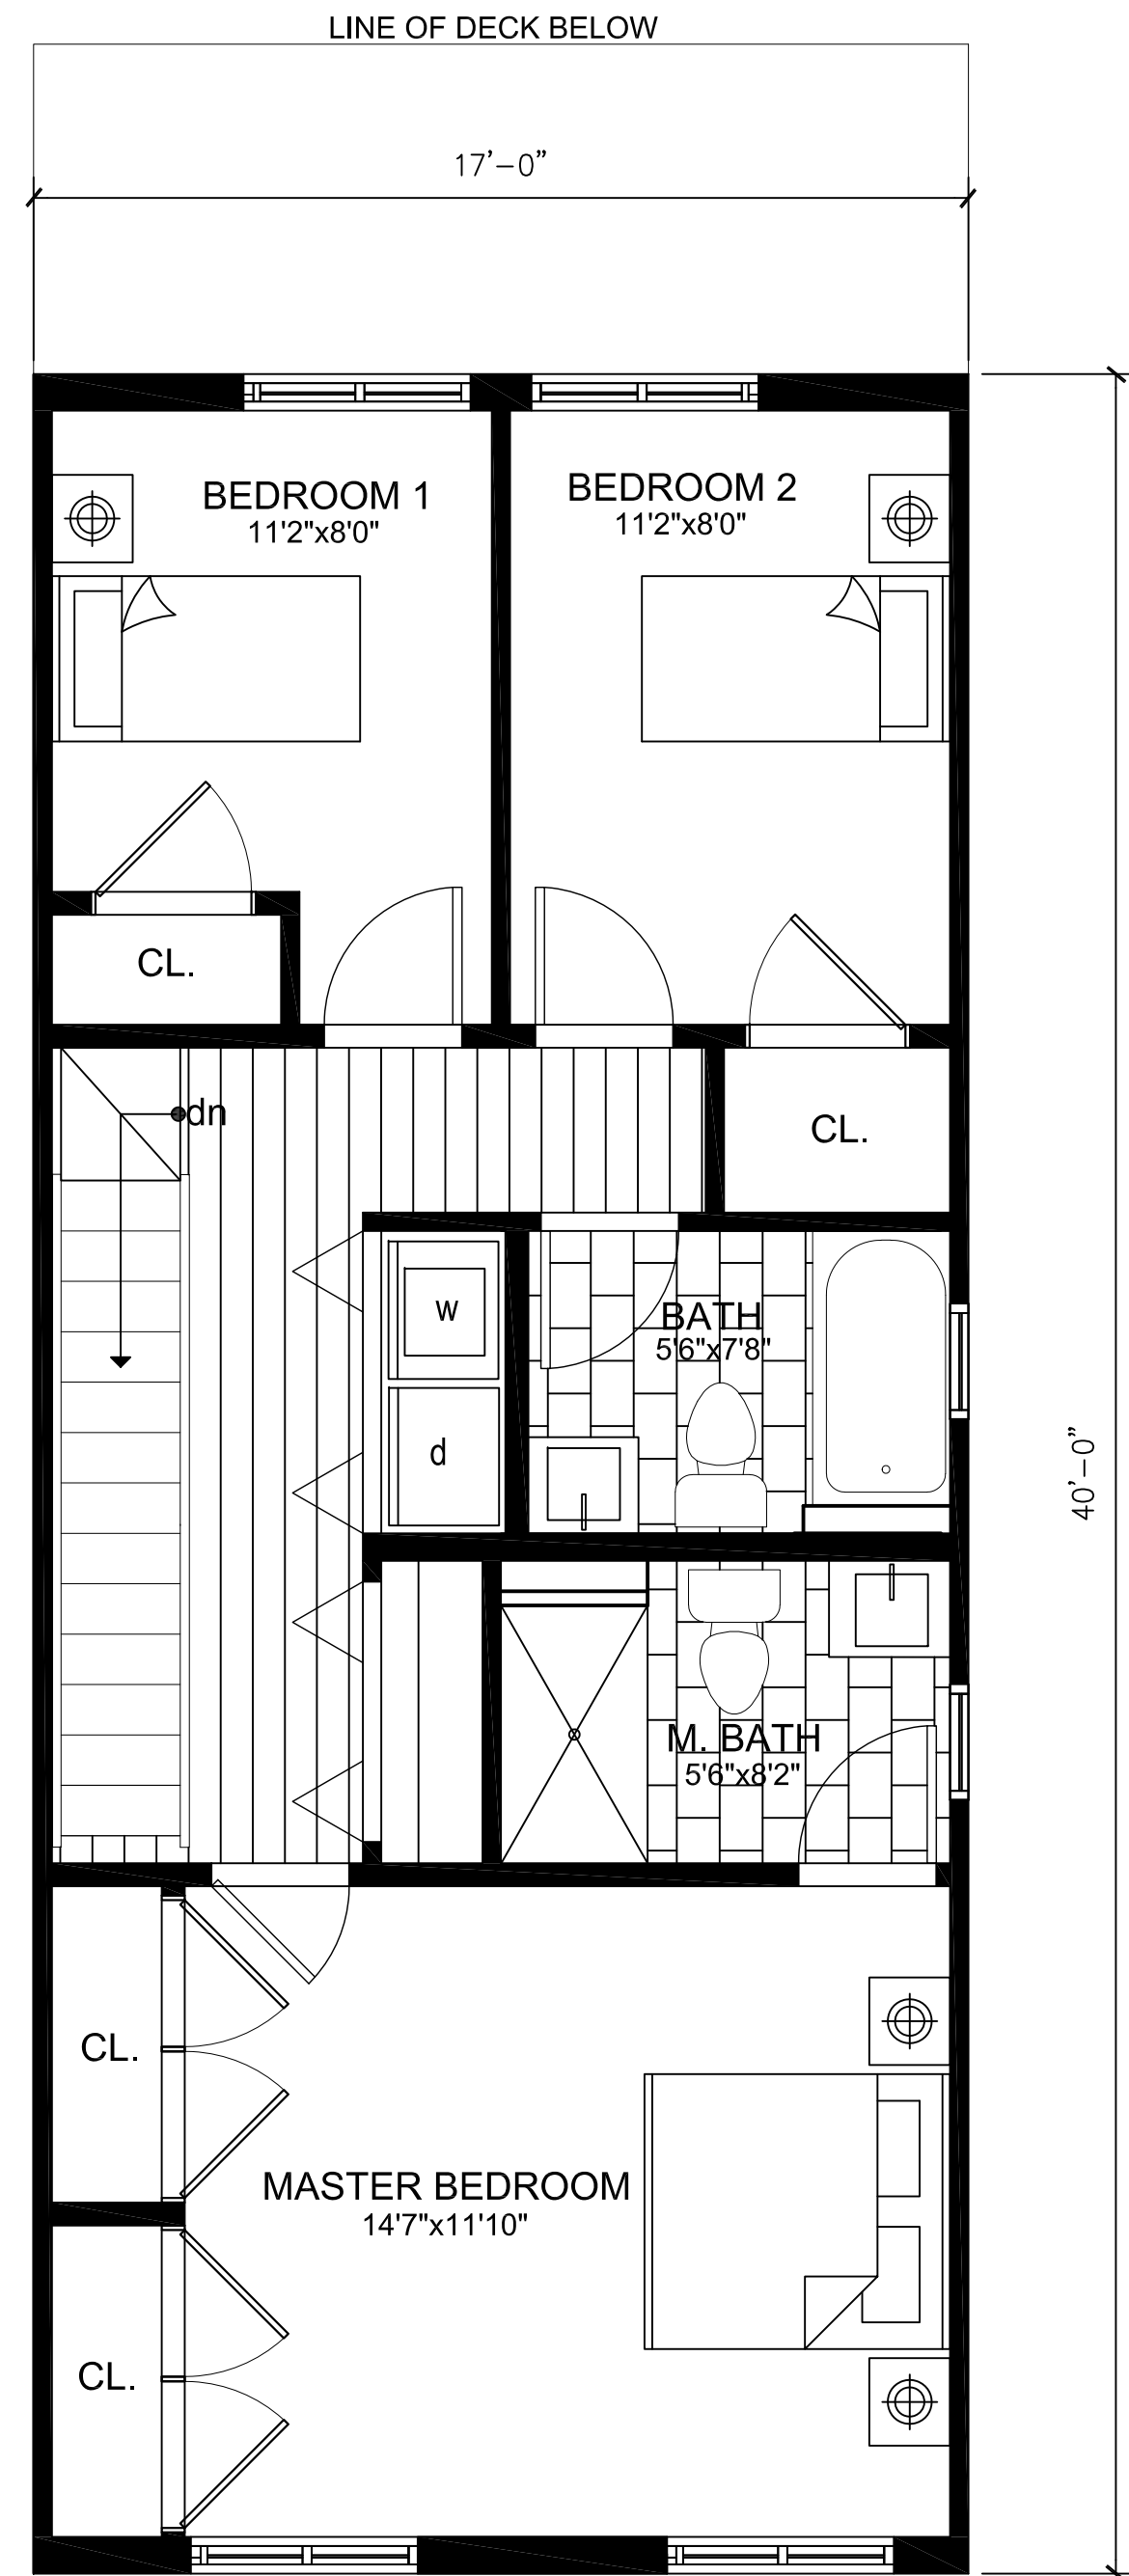 LINE OF DECK BELOW
17'-0"
BEDROOM 1
11'2"x8'0"
BEDROOM 2
11'2"x8'0"
CL.
dn
CL.
w
BATH
5'6"x7'8"
d
40'-0"
M. BATH
5'6"x8'2"
CL.
MASTER BEDROOM
14'7"x11'10"
CL.